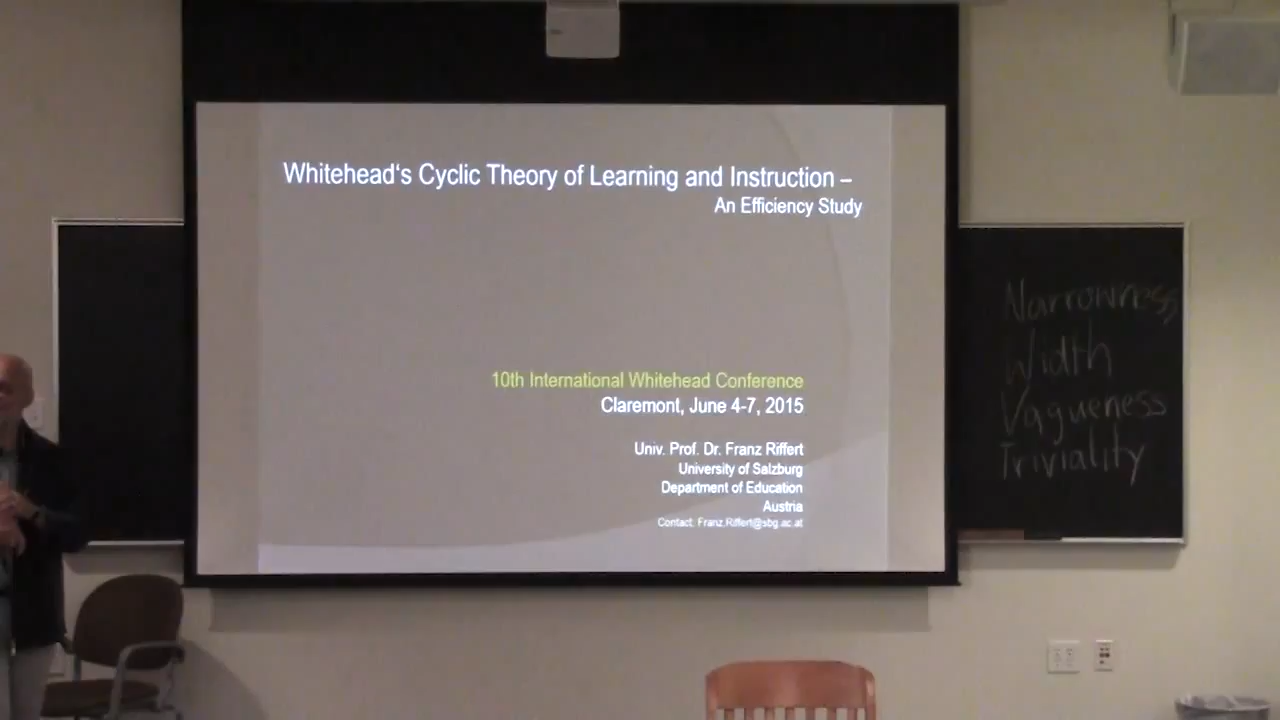 Whitehead‘s Cyclic Theory of Learning and Instruction –
An Efficiency Study
10th International Whitehead Conference
Claremont, June 4-7, 2015
Univ. Prof. Dr. Franz Riffert
University of Salzburg
Department of Education
Austria
Contact: Franz.Riffert@sbg.ac.at
Narrowness,
Width
Vagueness
Triviality